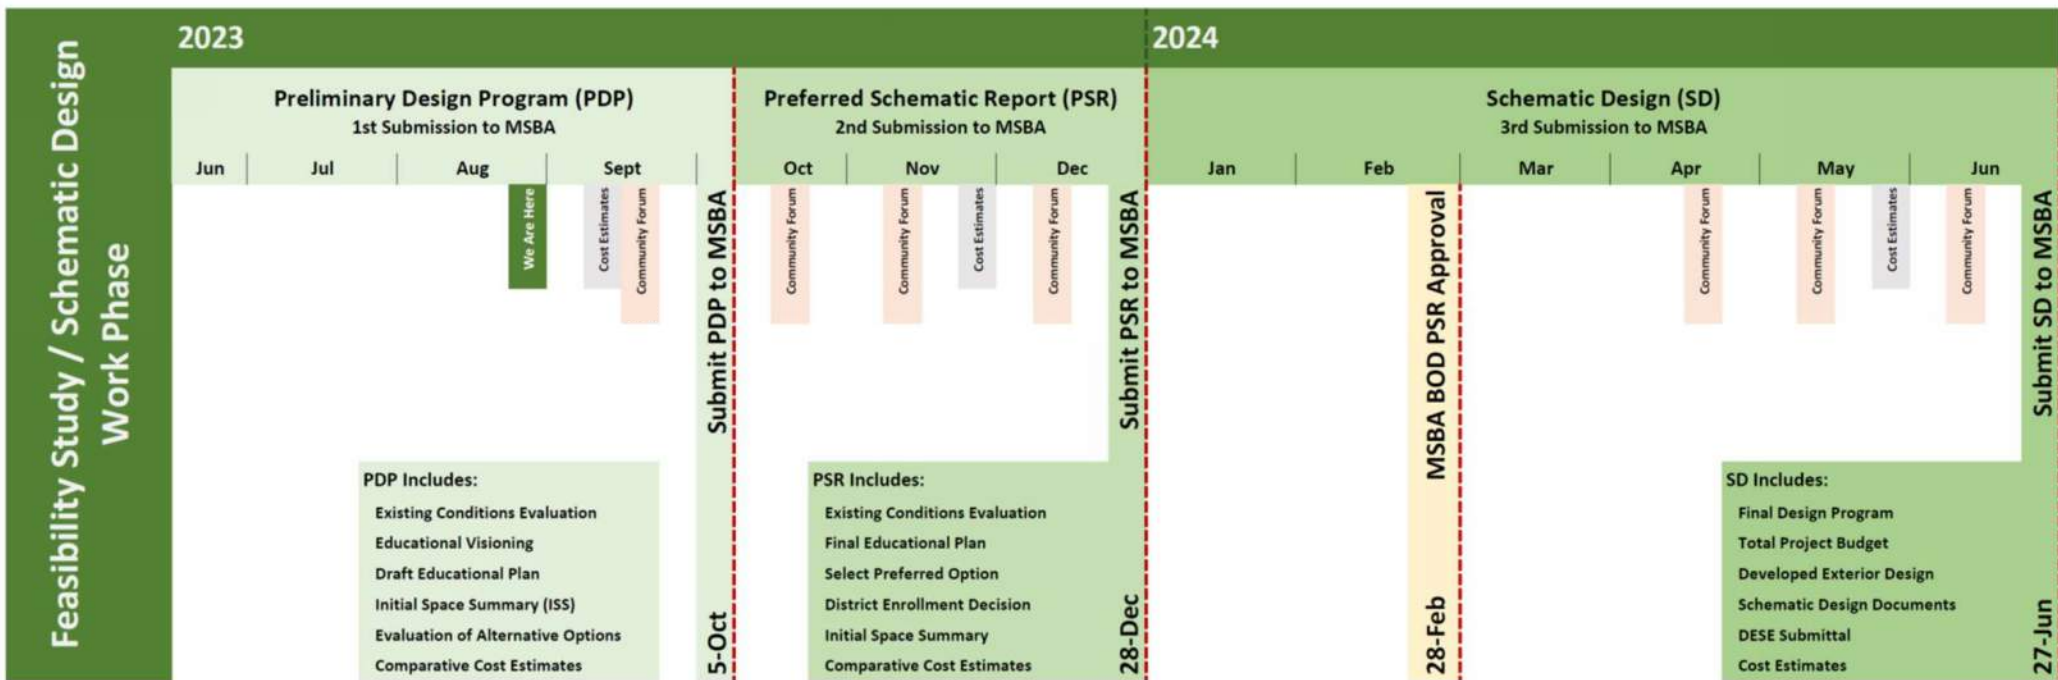 Feasibility Study / Schematic Design
Work Phase
2023
2024
Preliminary Design Program (PDP)
1st Submission to MSBA
Preferred Schematic Report (PSR)
2nd Submission to MSBA
Schematic Design (SD)
3rd Submission to MSBA
Jun
Jul
Aug
Sept
Oct
Nov
Dec
Jan
Feb
Mar
Apr
May
Jun
We Are Here
Cost Estimates
Community Forum
Submit PDP to MSBA
5-Oct
Community Forum
Community Forum
Cost Estimates
Community Forum
Submit PSR to MSBA
28-Dec
MSBA BOD PSR Approval
28-Feb
Community Forum
Community Forum
Cost Estimates
Community Forum
Submit SD to MSBA
27-Jun
PDP Includes:
Existing Conditions Evaluation
Educational Visioning
Draft Educational Plan
Initial Space Summary (ISS)
Evaluation of Alternative Options
Comparative Cost Estimates
PSR Includes:
Existing Conditions Evaluation
Final Educational Plan
Select Preferred Option
District Enrollment Decision
Initial Space Summary
Comparative Cost Estimates
SD Includes:
Final Design Program
Total Project Budget
Developed Exterior Design
Schematic Design Documents
DESE Submittal
Cost Estimates